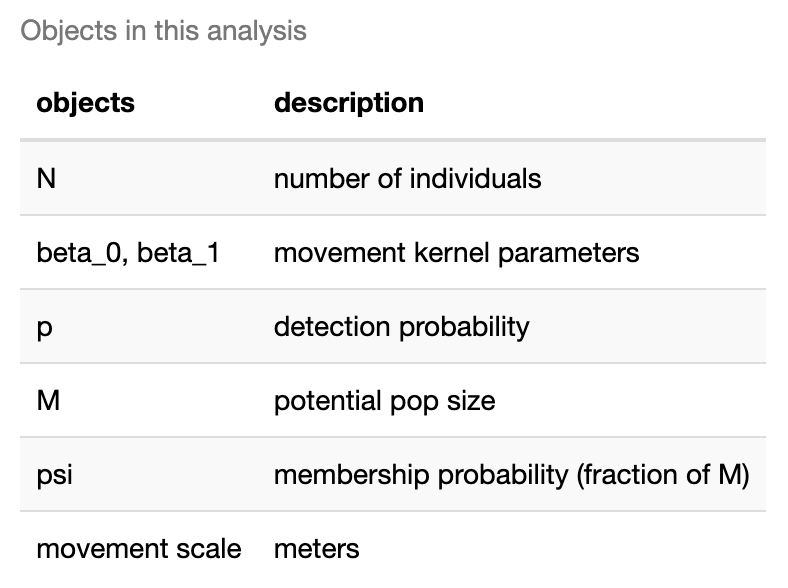 Objects in this analysis
objects description
N number of individuals
beta_0, beta_1 movement kernel parameters
p detection probability
M potential pop size
psi membership probability (fraction of M)
movement scale meters